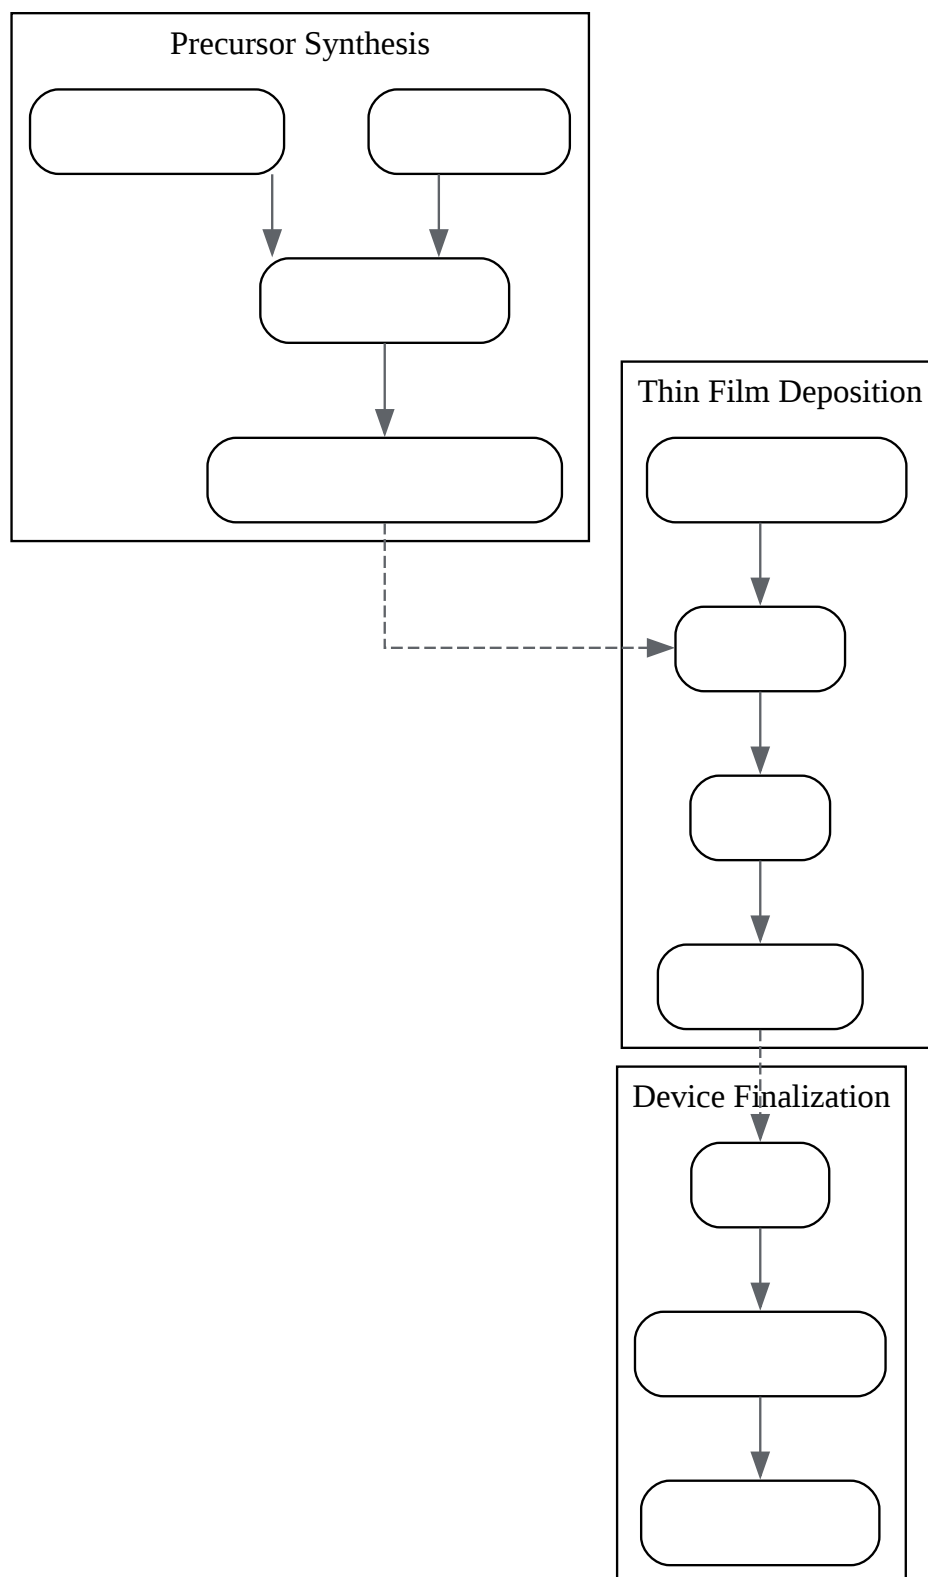 Precursor Synthesis
Thin Film Deposition
Device Finalization